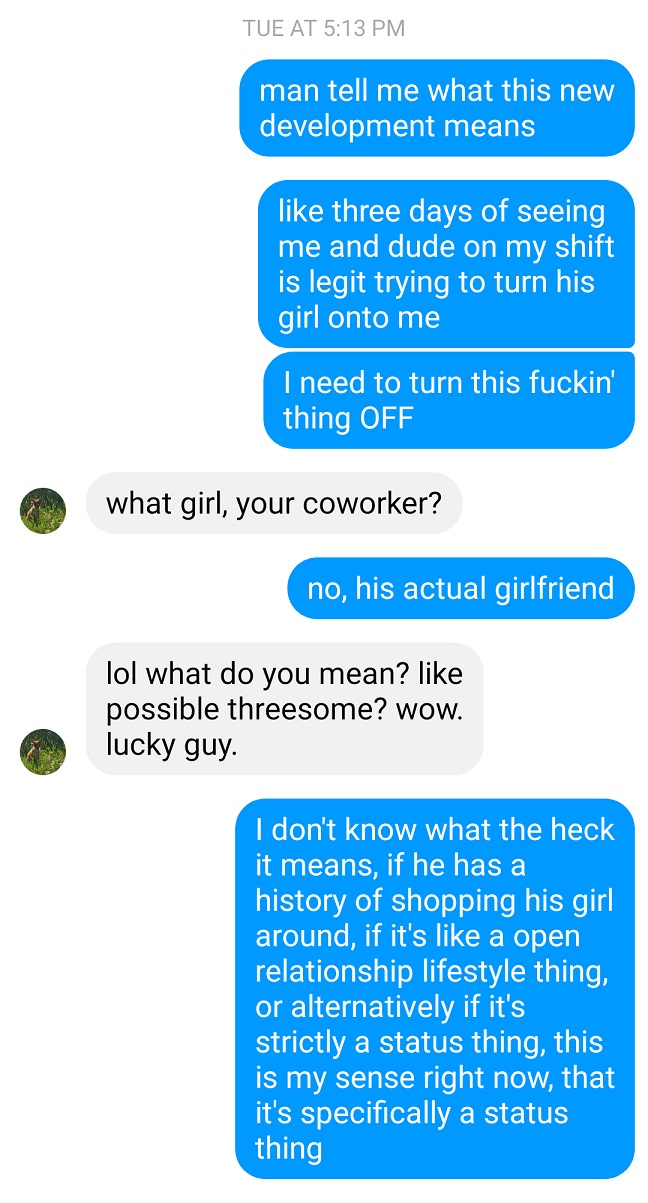 TUE AT 5:13 PM
man tell me what this new
development means
like three days of seeing
me and dude on my shift
is legit trying to turn his
girl onto me
I need to turn this fuckin'
thing OFF
what girl, your coworker?
no, his actual girlfriend
lol what do you mean? like
possible threesome? wow.
lucky guy.
I don't know what the heck
it means, if he has a
history of shopping his girl
around, if it's like a open
relationship lifestyle thing,
or alternatively if it's
strictly a status thing, this
is my sense right now, that
it's specifically a status
thing